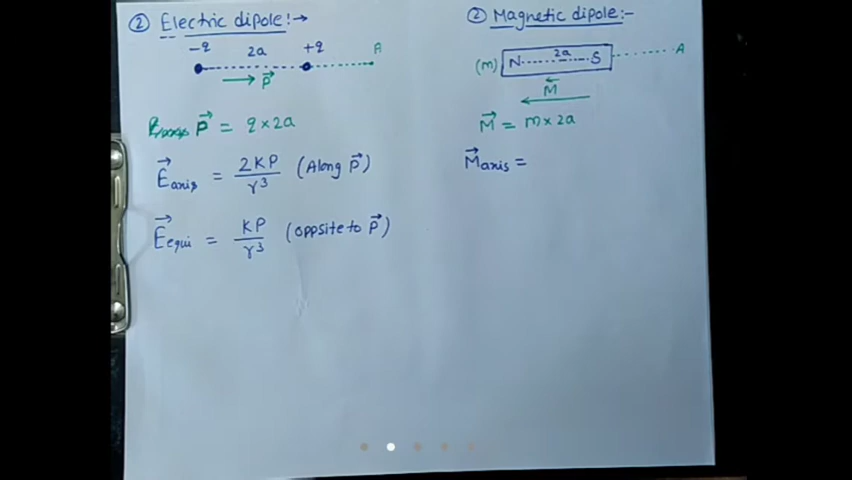 ② Electric dipole!→
-q 2a +q A
P⃗
P⃗ = q×2a
E⃗axis = 2KP/r³ (Along P⃗)
E⃗equi = KP/r³ (oppsite to P⃗)
② Magnetic dipole:-
(m) N 2a S A
M⃗
M⃗ = m×2a
M⃗axis =